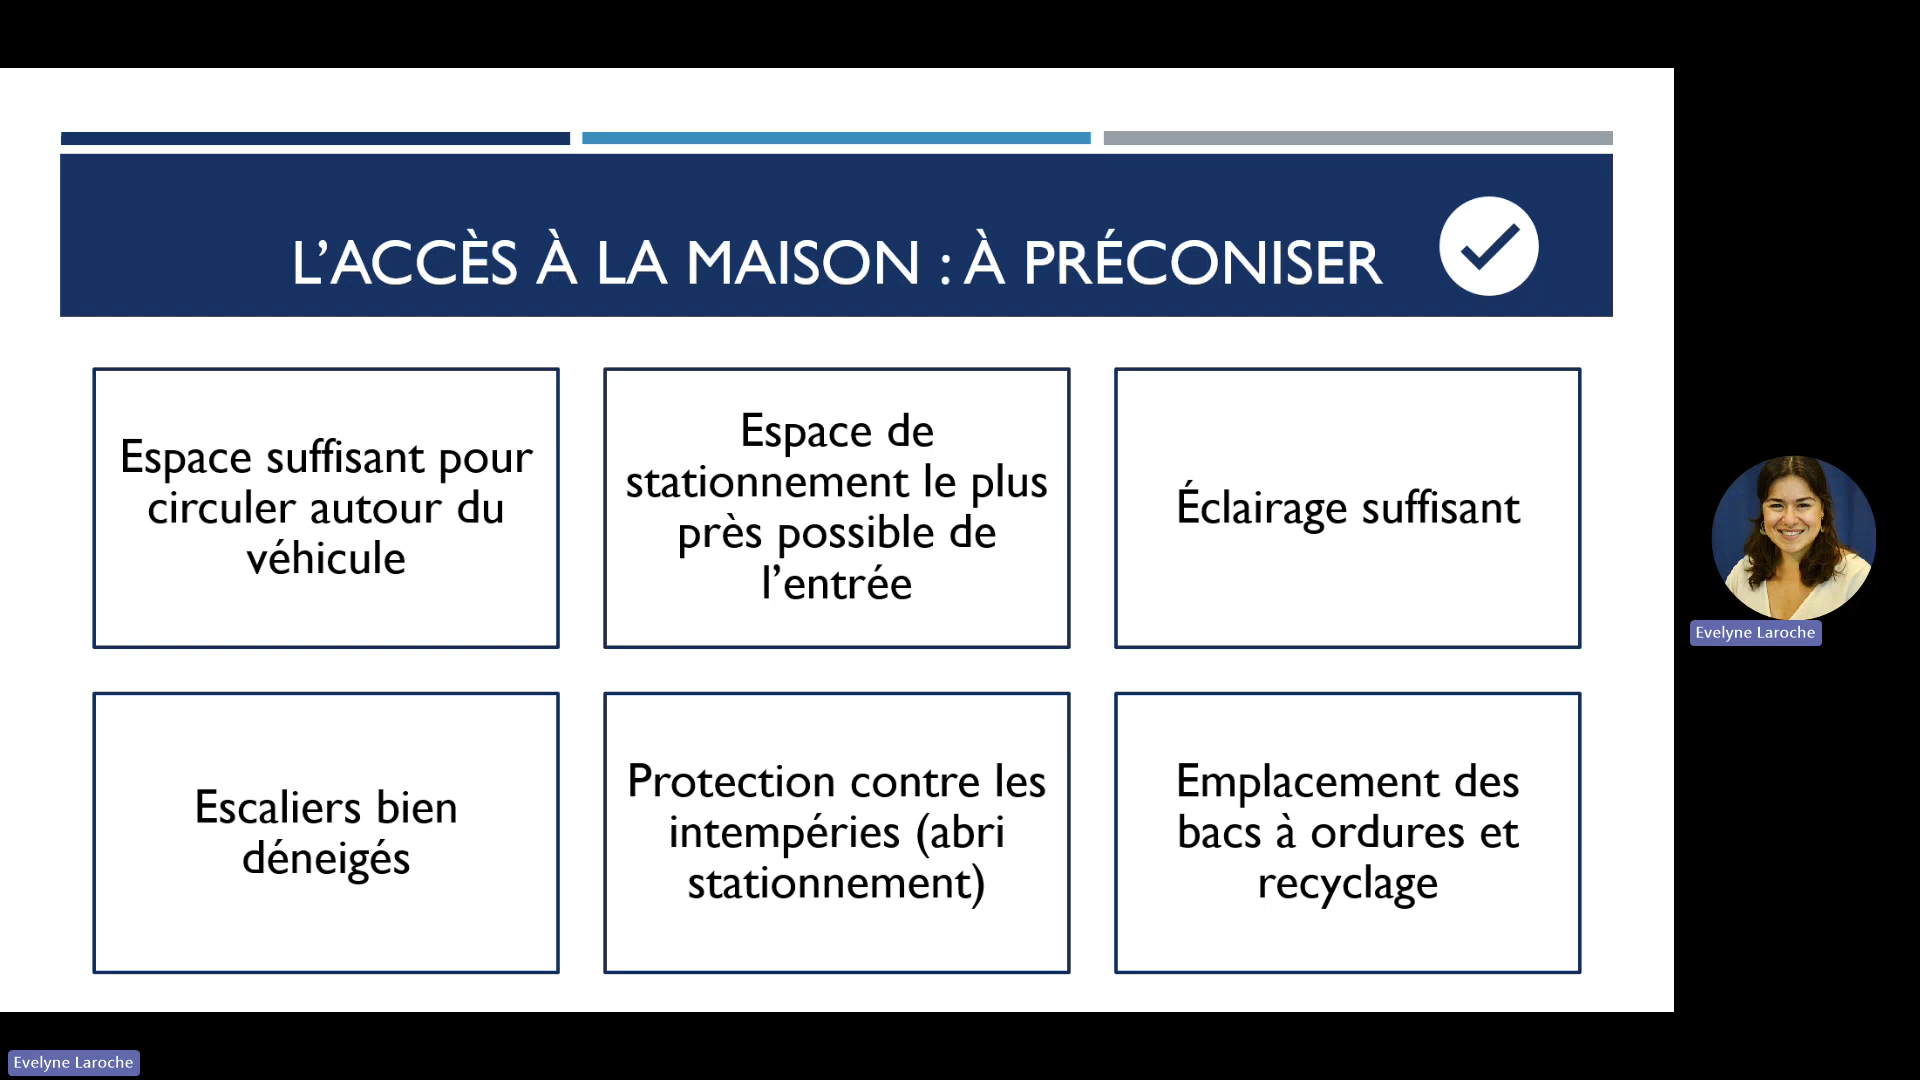 L’ACCÈS À LA MAISON : À PRÉCONISER
Espace suffisant pour
circuler autour du
véhicule
Espace de
stationnement le plus
près possible de
l’entrée
Éclairage suffisant
Escaliers bien
déneigés
Protection contre les
intempéries (abri
stationnement)
Emplacement des
bacs à ordures et
recyclage
Evelyne Laroche
Evelyne Laroche